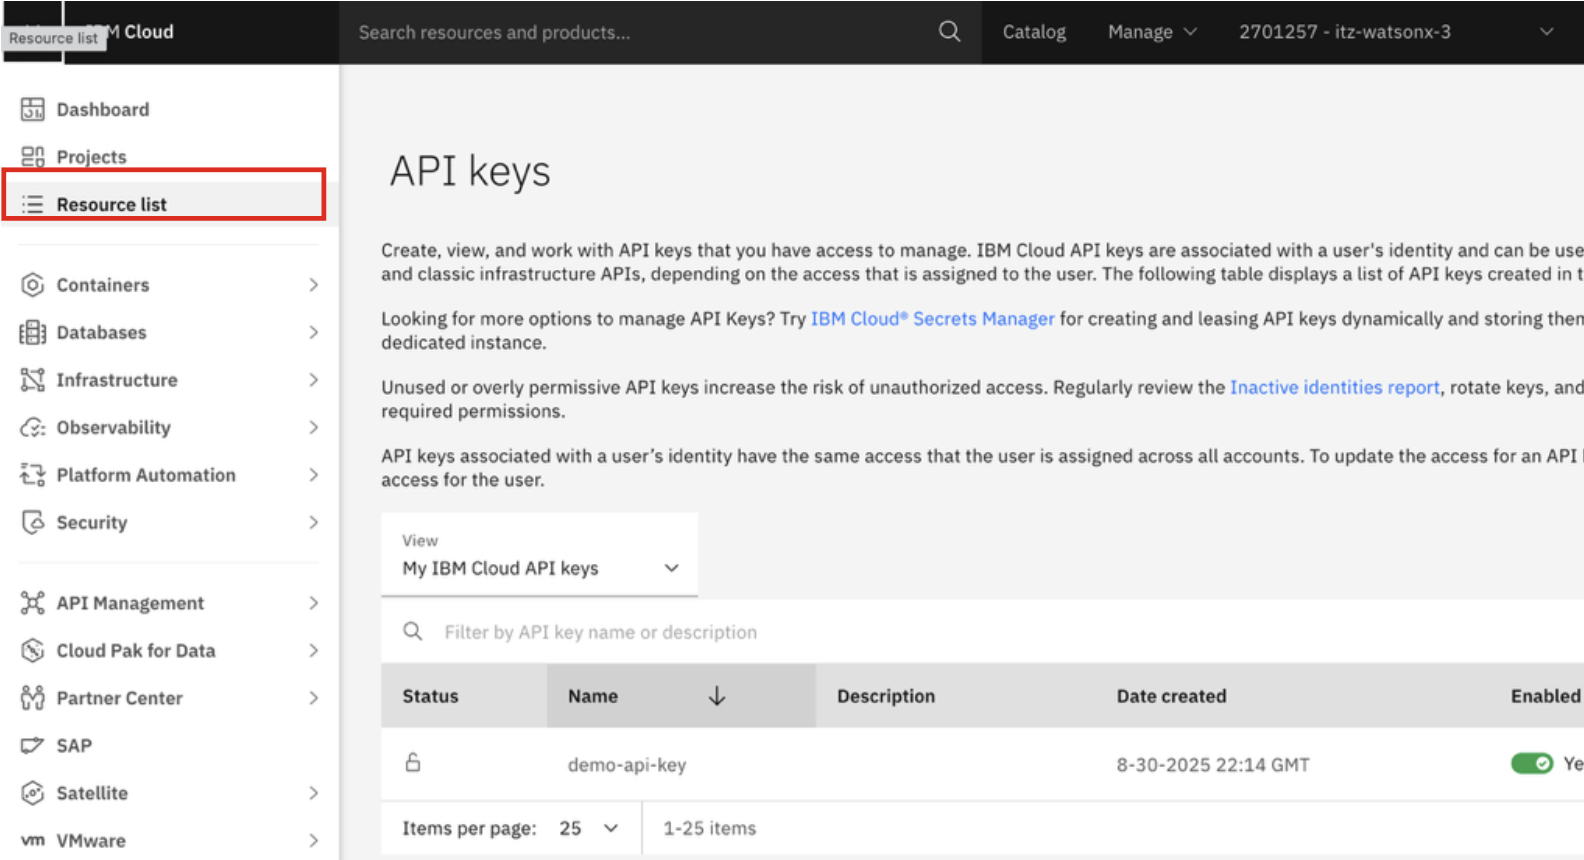 Resource list
M Cloud
Search resources and products...
Catalog
Manage
2701257 - itz-watsonx-3
Dashboard
Projects
Resource list
Containers
Databases
Infrastructure
Observability
Platform Automation
Security
API Management
Cloud Pak for Data
Partner Center
SAP
Satellite
vm VMware
API keys
Create, view, and work with API keys that you have access to manage. IBM Cloud API keys are associated with a user's identity and can be use
and classic infrastructure APIs, depending on the access that is assigned to the user. The following table displays a list of API keys created in t
Looking for more options to manage API Keys? Try IBM Cloud® Secrets Manager for creating and leasing API keys dynamically and storing them
dedicated instance.
Unused or overly permissive API keys increase the risk of unauthorized access. Regularly review the Inactive identities report, rotate keys, and
required permissions.
API keys associated with a user’s identity have the same access that the user is assigned across all accounts. To update the access for an API
access for the user.
View
My IBM Cloud API keys
Filter by API key name or description
Status Name Description Date created Enabled
demo-api-key 8-30-2025 22:14 GMT Ye
Items per page: 25 1-25 items